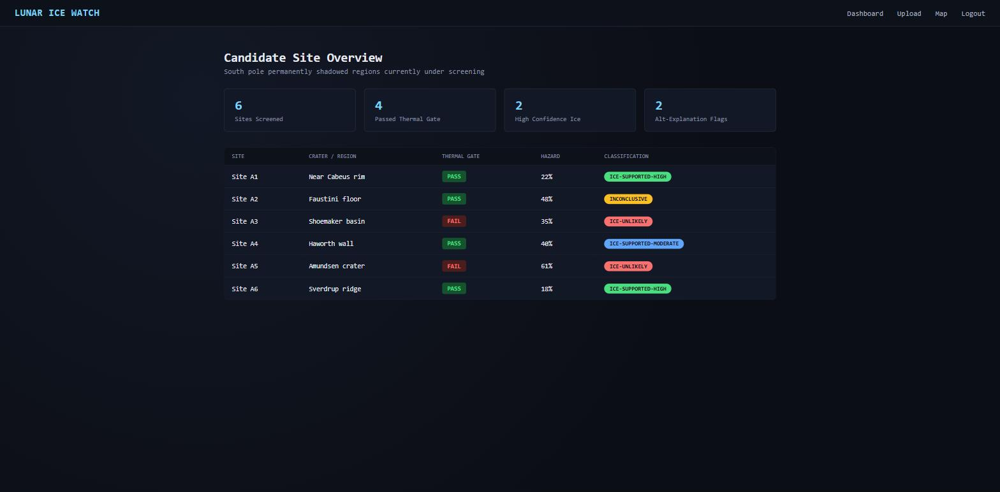 LUNAR ICE WATCH Dashboard Upload Map Logout
Candidate Site Overview
South pole permanently shadowed regions currently under screening
6 4 2 2
Sites Screened Passed Thermal Gate High Confidence Ice Alt-Explanation Flags
SITE CRATER / REGION THERMAL GATE HAZARD CLASSIFICATION
Site A1 Near Cabeus rim PASS 22% ICE-SUPPORTED-HIGH
Site A2 Faustini floor PASS 48% INCONCLUSIVE
Site A3 Shoemaker basin FAIL 35% ICE-UNLIKELY
Site A4 Haworth wall PASS 40% ICE-SUPPORTED-MODERATE
Site A5 Amundsen crater FAIL 61% ICE-UNLIKELY
Site A6 Sverdrup ridge PASS 18% ICE-SUPPORTED-HIGH